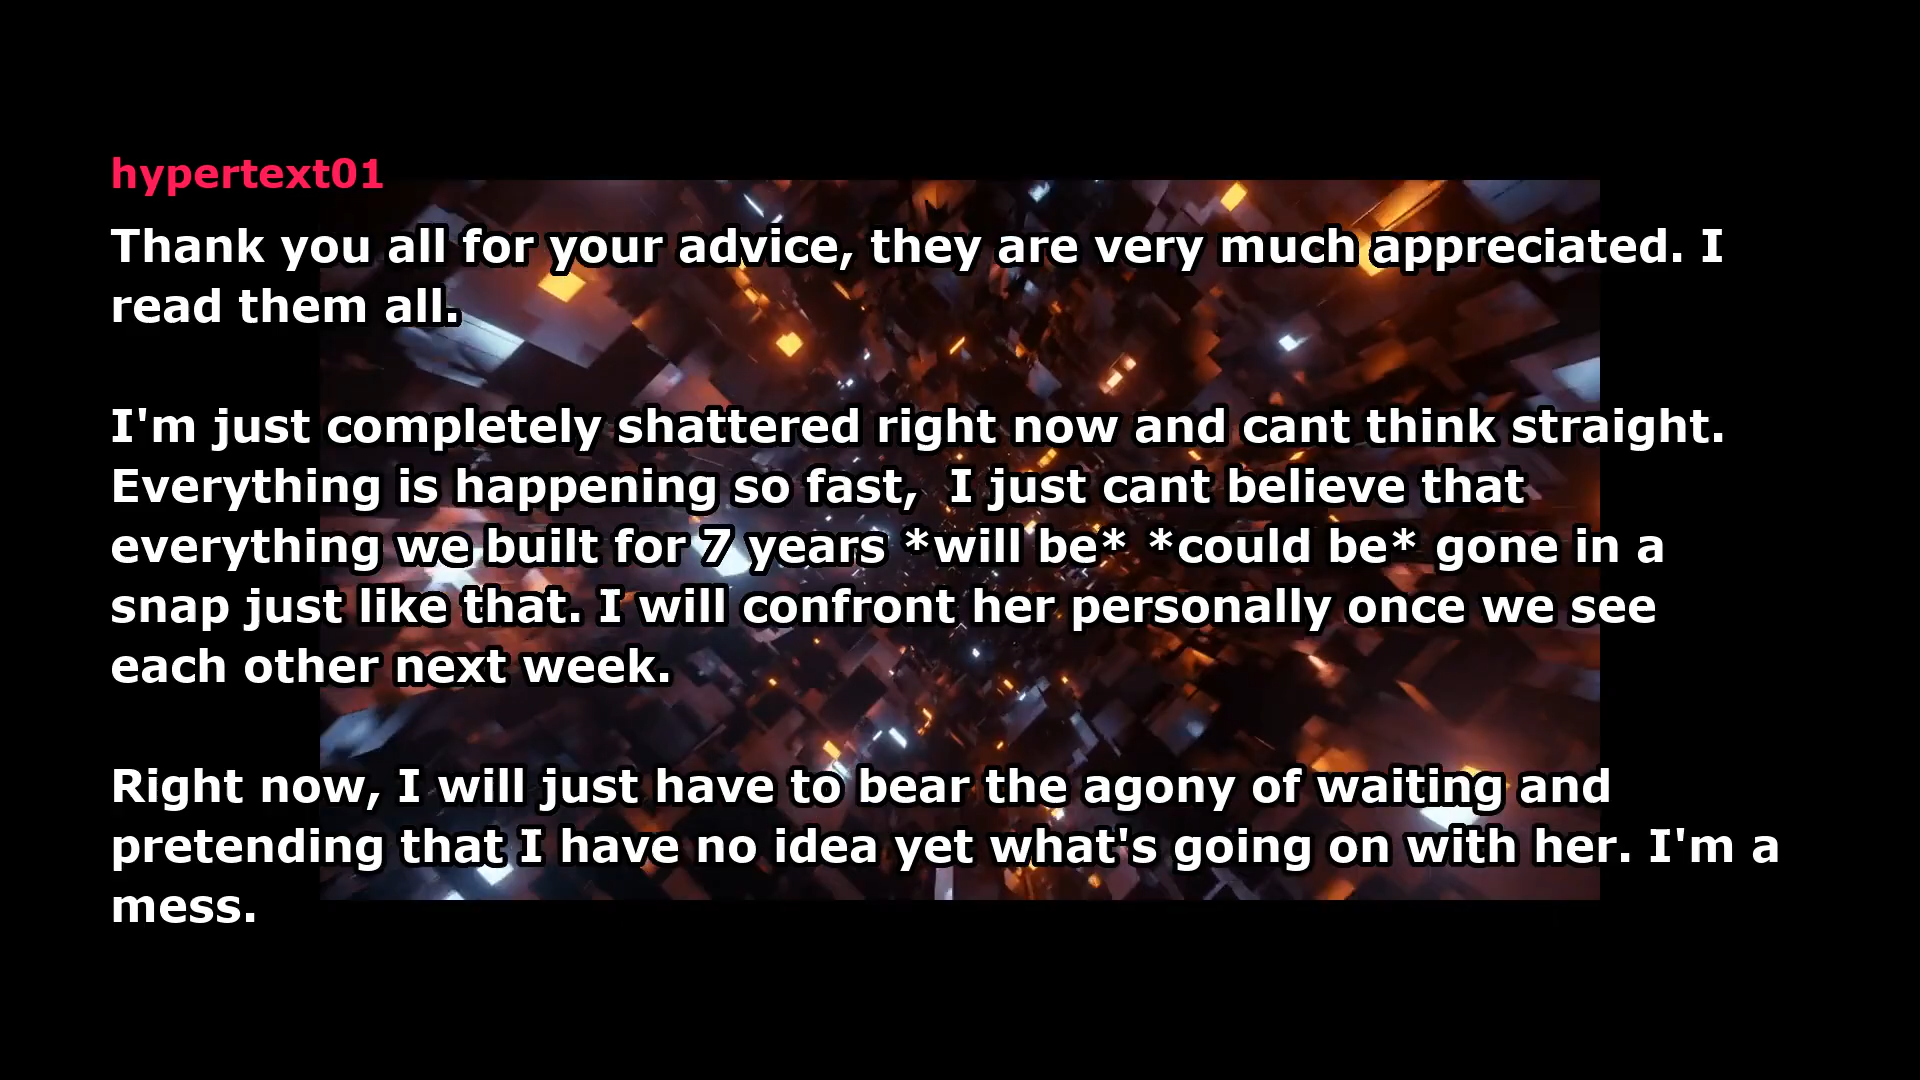 hypertext01
Thank you all for your advice, they are very much appreciated. I
read them all.
I'm just completely shattered right now and cant think straight.
Everything is happening so fast,  I just cant believe that
everything we built for 7 years *will be* *could be* gone in a
snap just like that. I will confront her personally once we see
each other next week.
Right now, I will just have to bear the agony of waiting and
pretending that I have no idea yet what's going on with her. I'm a
mess.